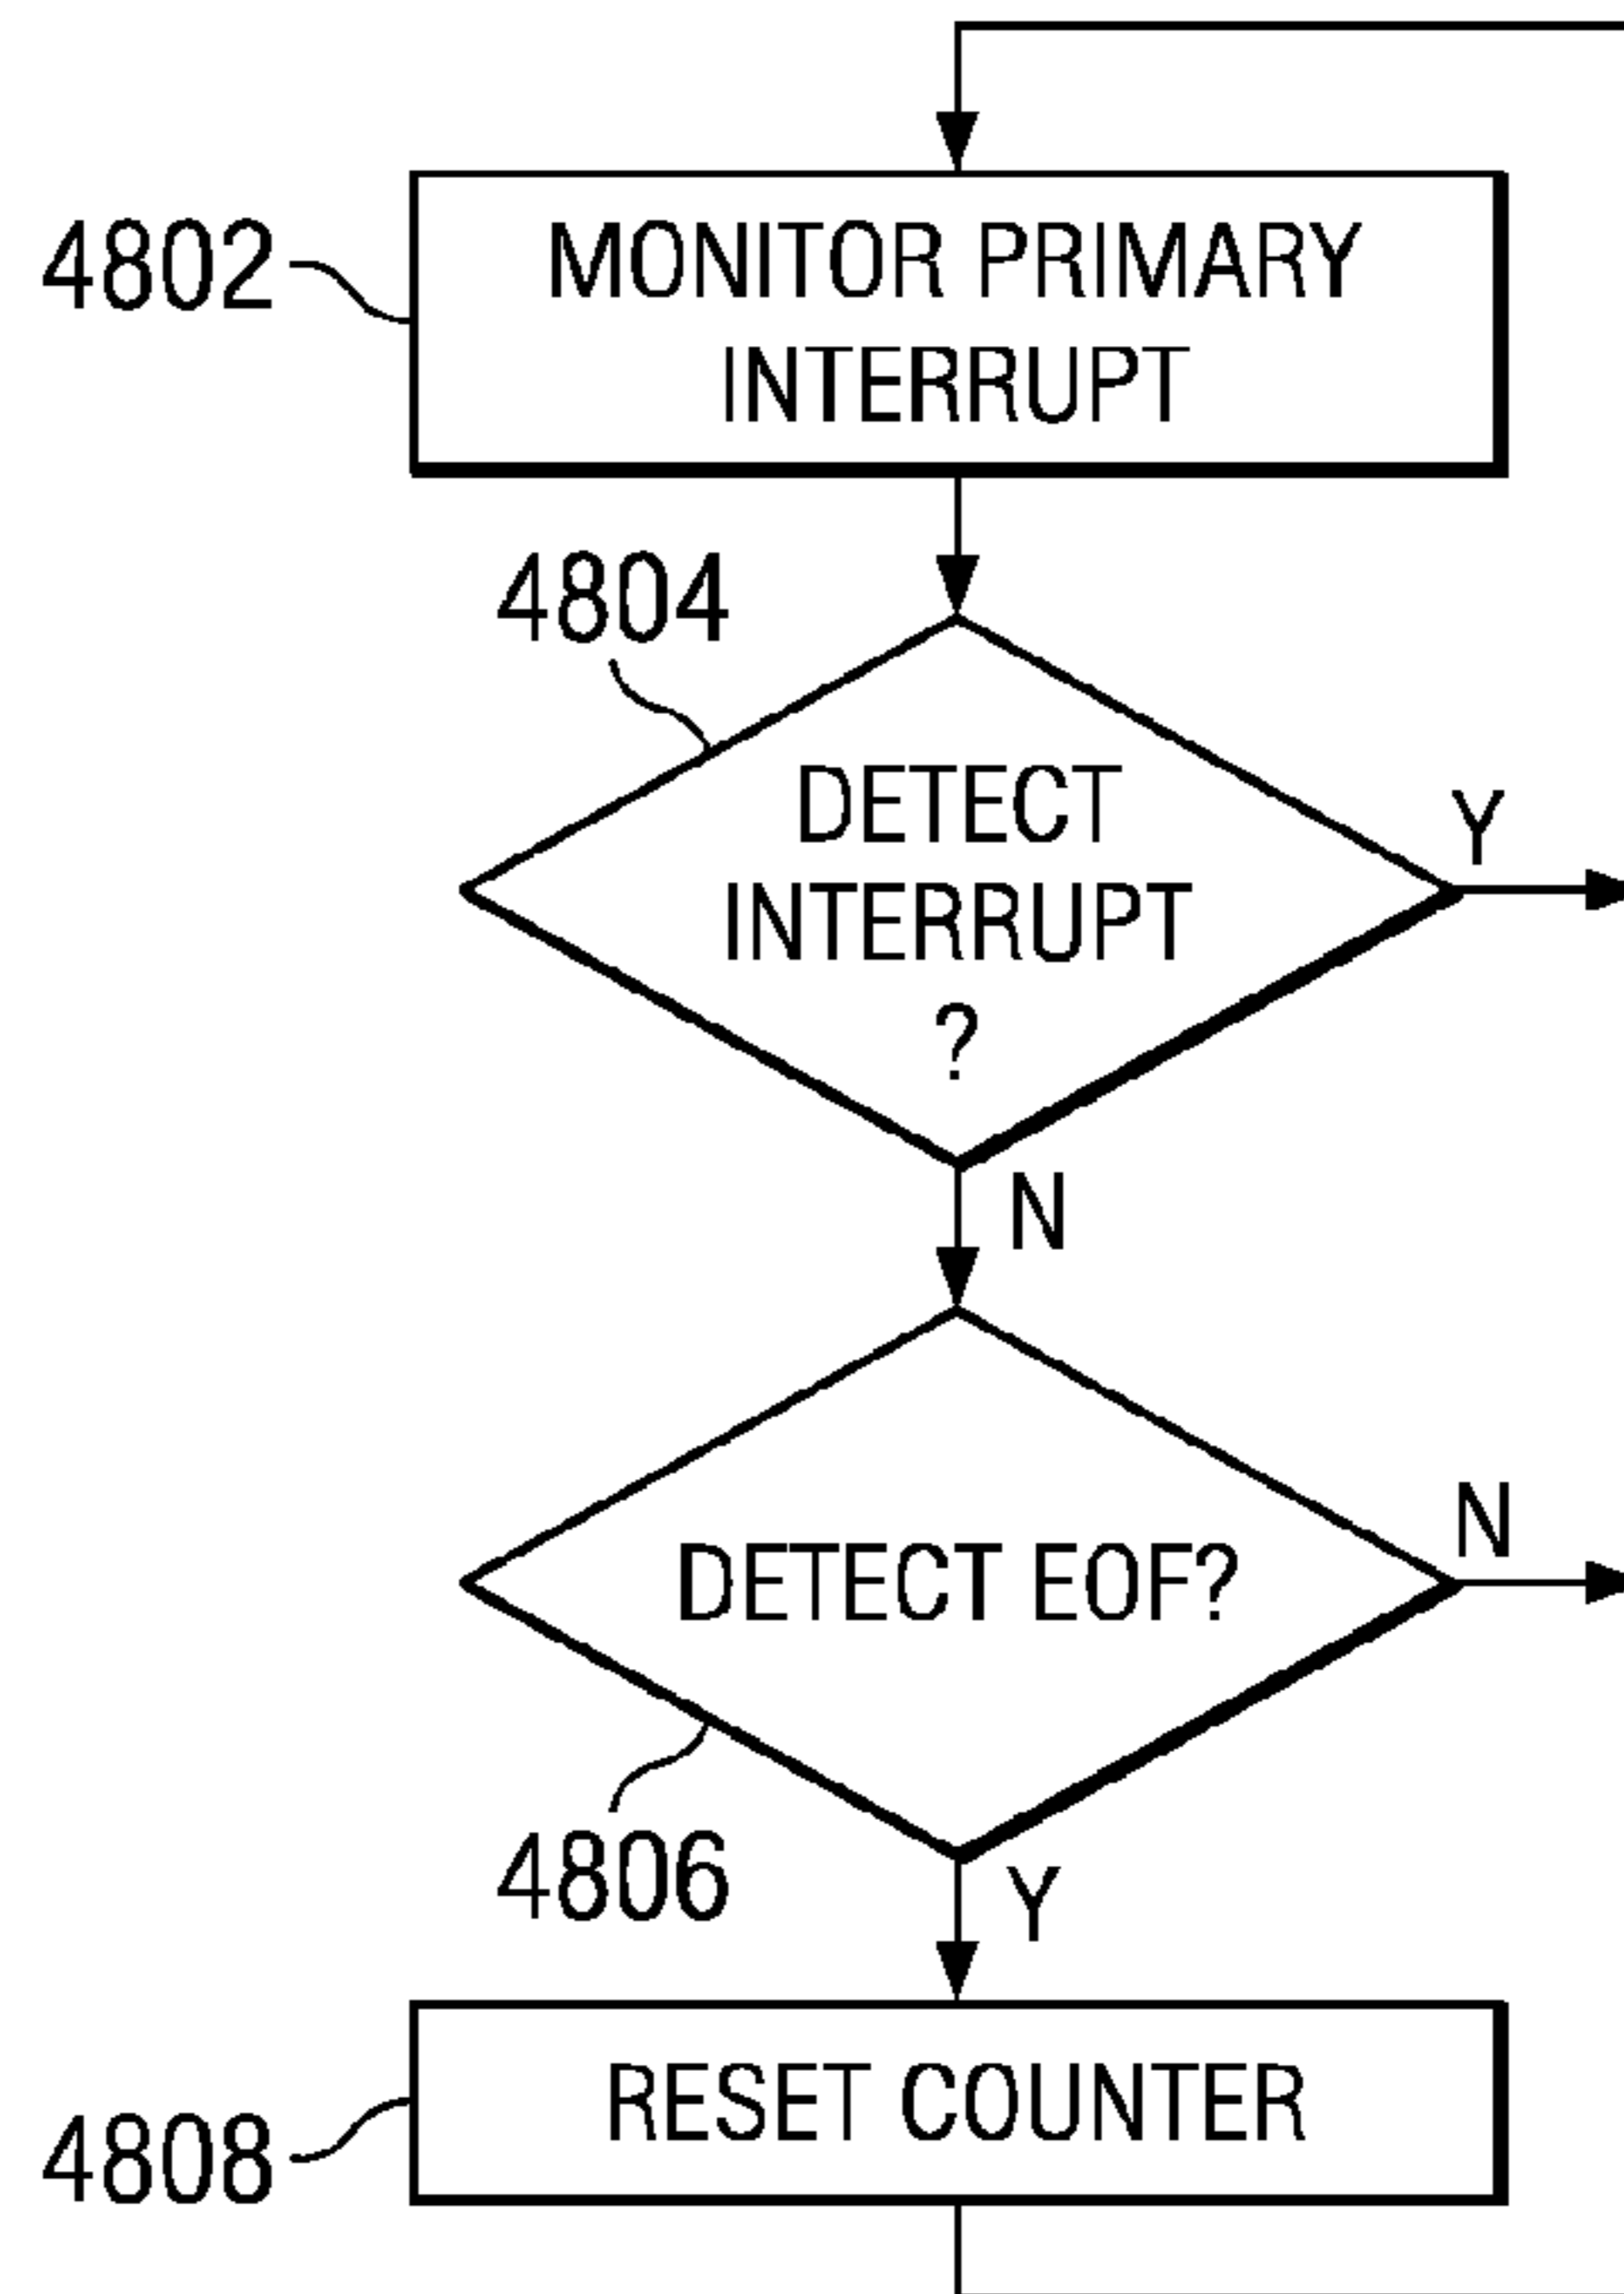 4802
MONITOR PRIMARY
INTERRUPT
4804
DETECT
INTERRUPT
?
Y
N
DETECT EOF?
N
4806
Y
RESET COUNTER
4808